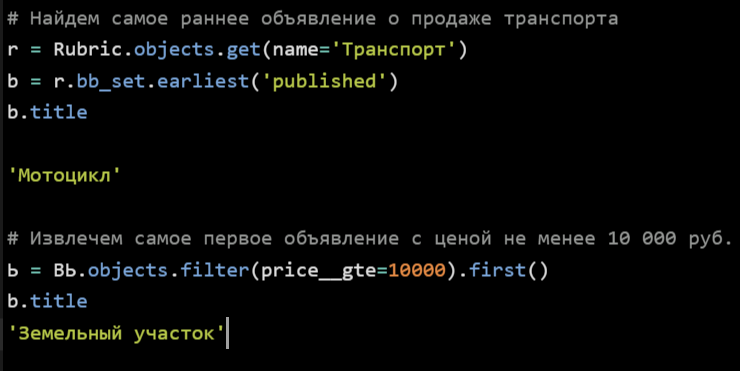 # Найдем самое раннее объявление о продаже транспорта
r = Rubric.objects.get(name='Транспорт')
b = r.bb_set.earliest('published')
b.title
'Мотоцикл'
# Извлечем самое первое объявление с ценой не менее 10 000 руб.
ь = Вь.objects.filter(price__gte=10000).first()
b.title
'Земельный участок'